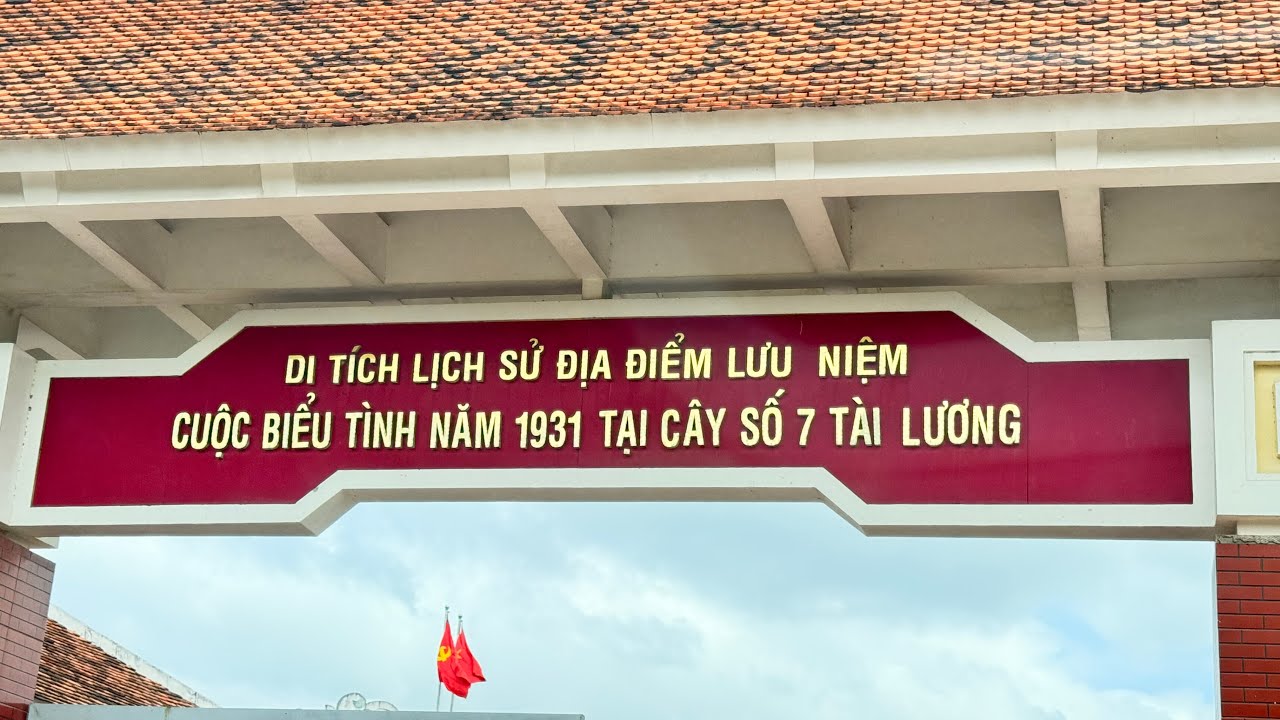 DI TÍCH LỊCH SỬ ĐỊA ĐIỂM LƯU NIỆM
CUỘC BIỂU TÌNH NĂM 1931 TẠI CÂY SỐ 7 TÀI LƯƠNG